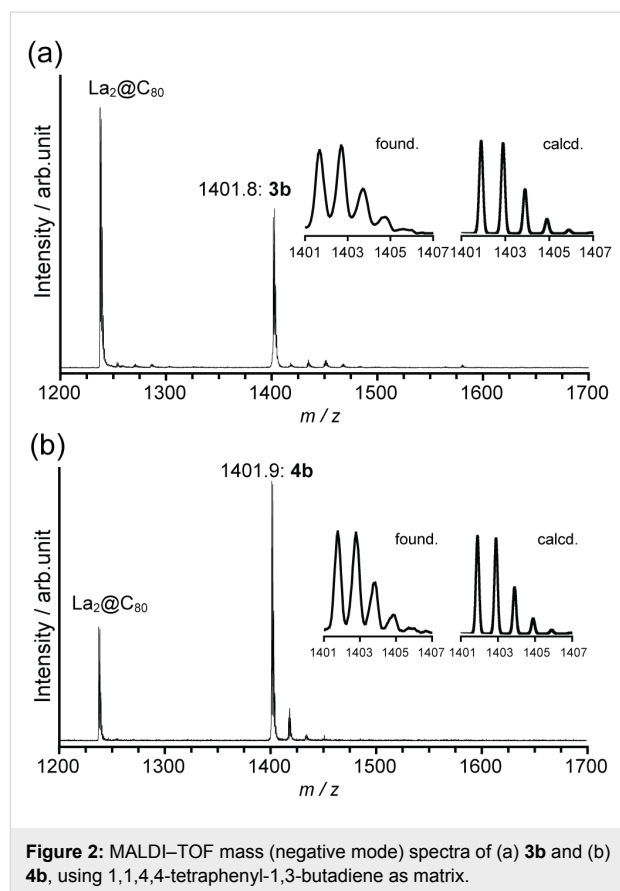 (a)
La₂@C₈₀
found.
calcd.
1401.8: 3b
1401 1403 1405 1407
1401 1403 1405 1407
Intensity / arb.unit
1200 1300 1400 1500 1600 1700
m / z
(b)
1401.9: 4b
found.
calcd.
La₂@C₈₀
1401 1403 1405 1407
1401 1403 1405 1407
Intensity / arb.unit
1200 1300 1400 1500 1600 1700
m / z
Figure 2: MALDI–TOF mass (negative mode) spectra of (a) 3b and (b)
4b, using 1,1,4,4-tetraphenyl-1,3-butadiene as matrix.